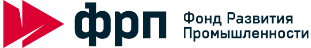 фрп
Фонд Развития
Промышленности